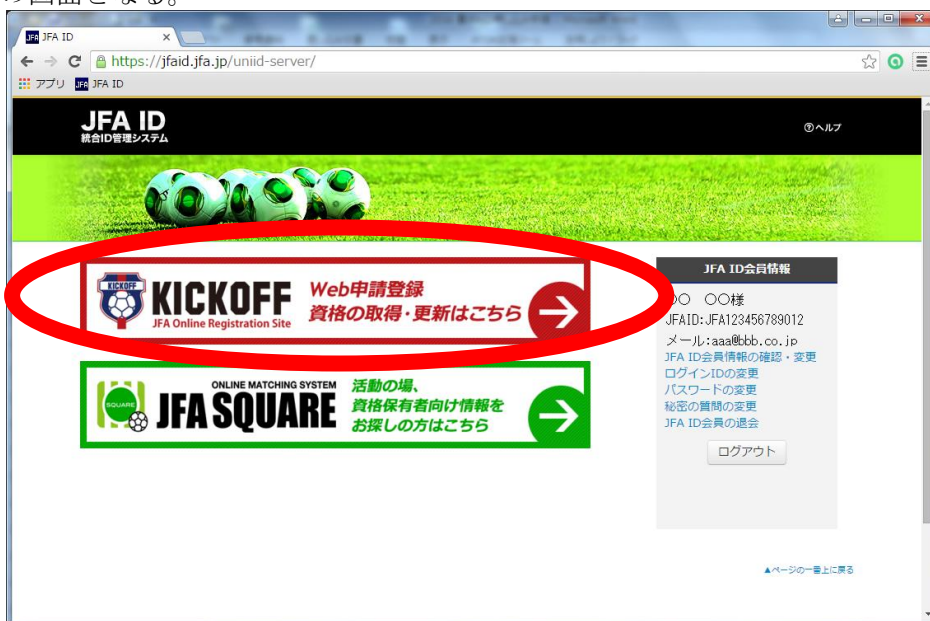 の画面となる。
JFA ID
https://jfaid.jfa.jp/uniid-server/
アプリ JFA JFA ID
JFA ID
統合ID管理システム
?ヘルプ
KICKOFF
KICKOFF
JFA Online Registration Site
Web申請登録
資格の取得・更新はこちら
SQUARE
ONLINE MATCHING SYSTEM
JFA SQUARE
活動の場、
資格保有者向け情報を
お探しの方はこちら
JFA ID会員情報
○○ ○○様
JFAID:JFA123456789012
メール:aaa@bbb.co.jp
JFA ID会員情報の確認・変更
ログインIDの変更
パスワードの変更
秘密の質問の変更
JFA ID会員の退会
ログアウト
▲ページの一番上に戻る